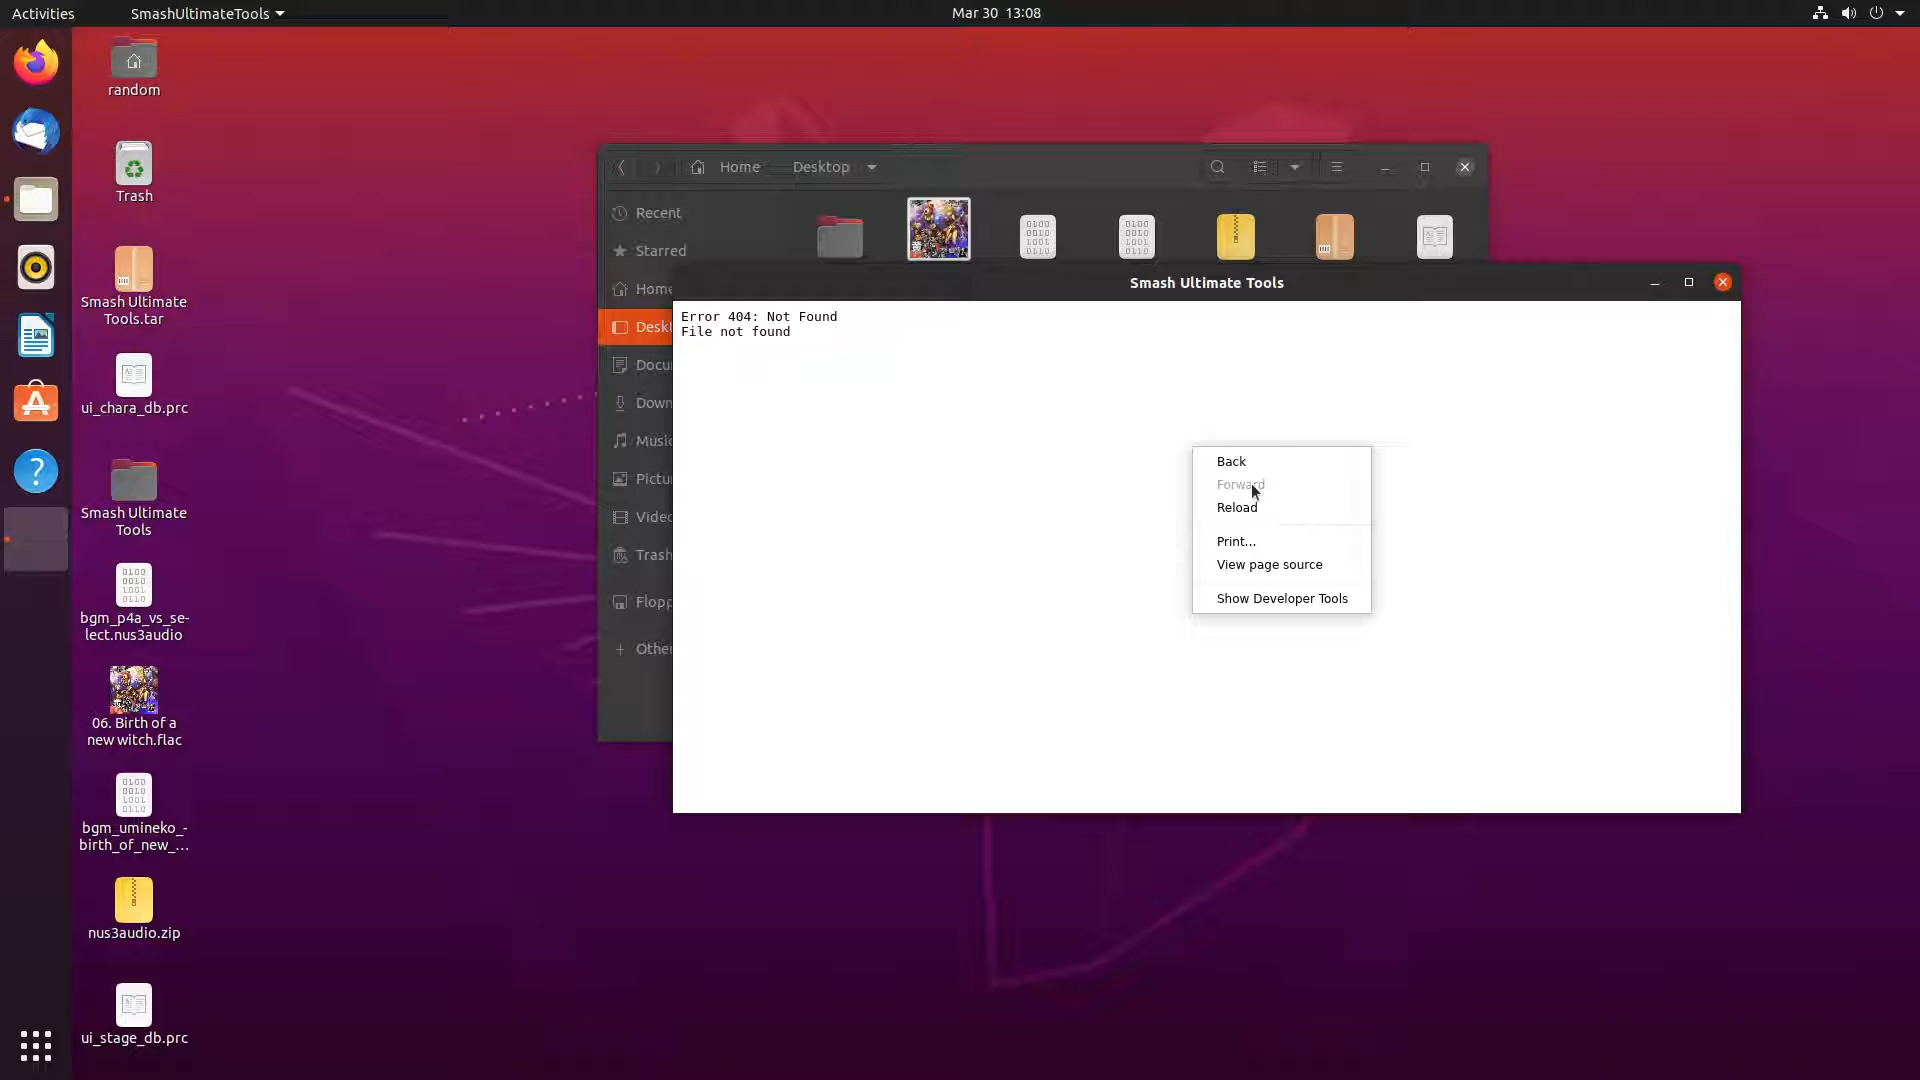 Activities
SmashUltimateTools
Mar 30 13:08
random
Trash
Smash Ultimate
Tools.tar
ui_chara_db.prc
Smash Ultimate
Tools
bgm_p4a_vs_se-
lect.nus3audio
06. Birth of a
new witch.flac
bgm_umineko_-
birth_of_new_...
nus3audio.zip
ui_stage_db.prc
Home
Desktop
Recent
Starred
Home
Deskt
Docu
Down
Music
Pictu
Video
Trash
Flopp
Other
Smash Ultimate Tools
Error 404: Not Found
File not found
Back
Forward
Reload
Print...
View page source
Show Developer Tools